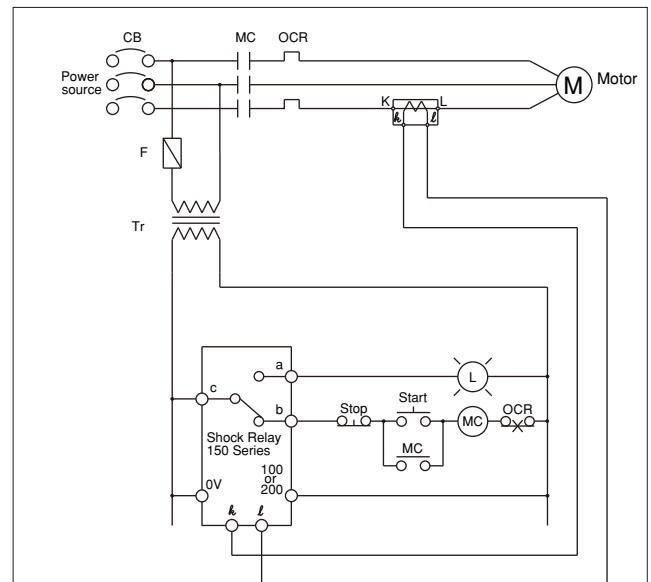 CB MC OCR
Power
source
M Motor
K L
k ℓ
F
Tr
a
L
c
b Stop Start OCR
MC
Shock Relay
150 Series
MC
0V 100
or
200
k ℓ